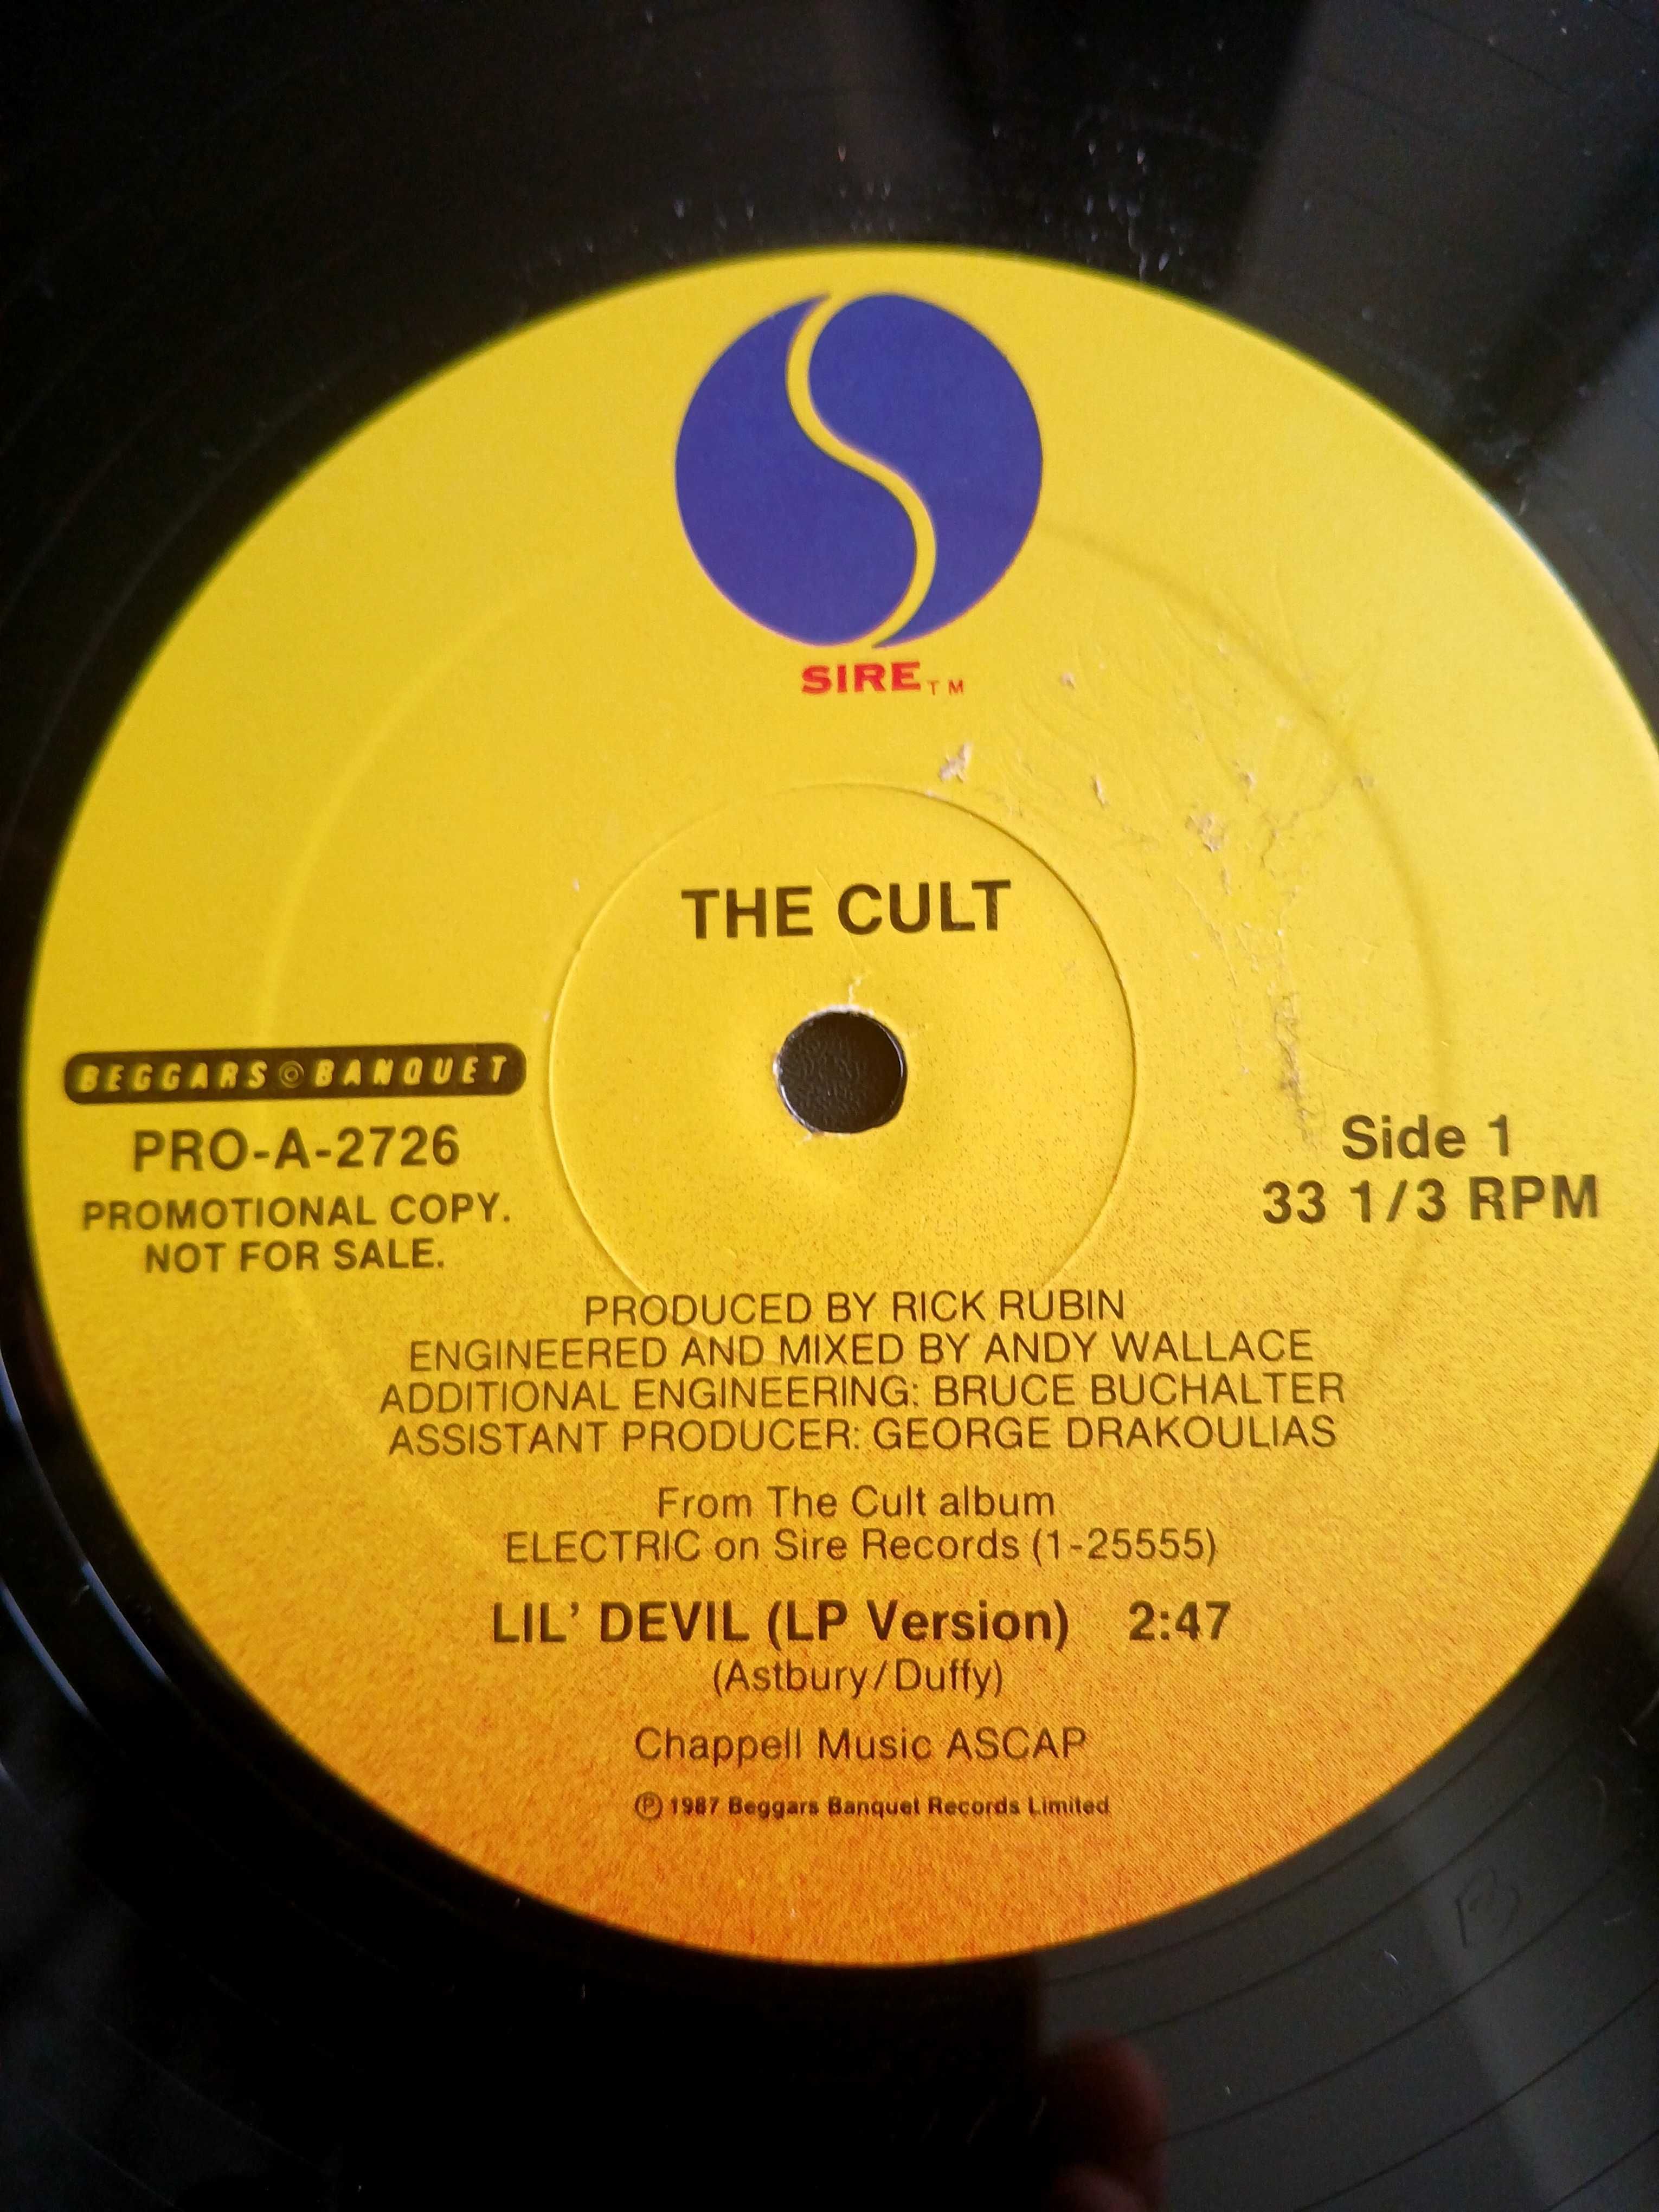 SIRE TM
THE CULT
BEGGARS BANQUET
PRO-A-2726
PROMOTIONAL COPY.
NOT FOR SALE.
Side 1
33 1/3 RPM
PRODUCED BY RICK RUBIN
ENGINEERED AND MIXED BY ANDY WALLACE
ADDITIONAL ENGINEERING: BRUCE BUCHALTER
ASSISTANT PRODUCER: GEORGE DRAKOULIAS
From The Cult album
ELECTRIC on Sire Records (1-25555)
LIL' DEVIL (LP Version) 2:47
(Astbury/Duffy)
Chappell Music ASCAP
℗ 1987 Beggars Banquet Records Limited